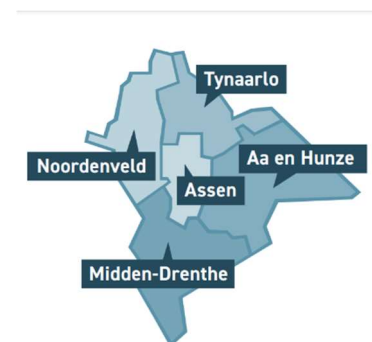 Tynaarlo
Noordenveld
Aa en Hunze
Assen
Midden-Drenthe